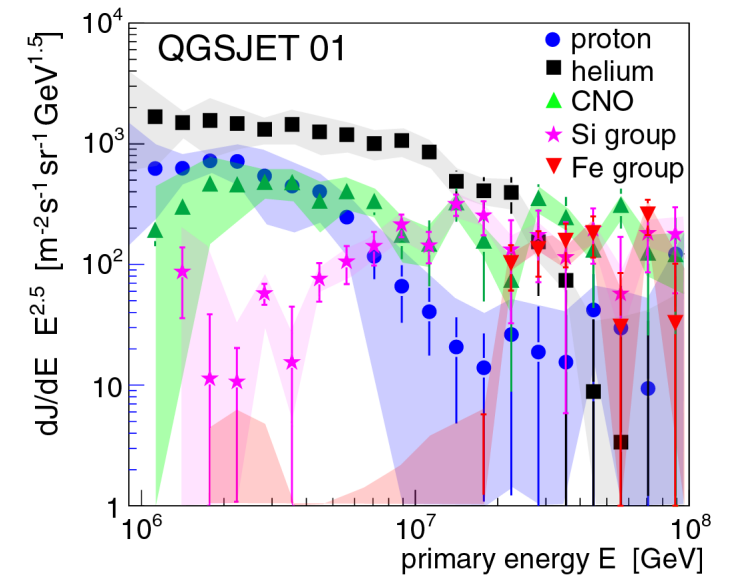 QGSJET 01
proton
helium
CNO
Si group
Fe group
dJ/dE E^2.5 [m^-2 s^-1 sr^-1 GeV^1.5]
10^4
10^3
10^2
10
1
10^6
10^7
10^8
primary energy E [GeV]